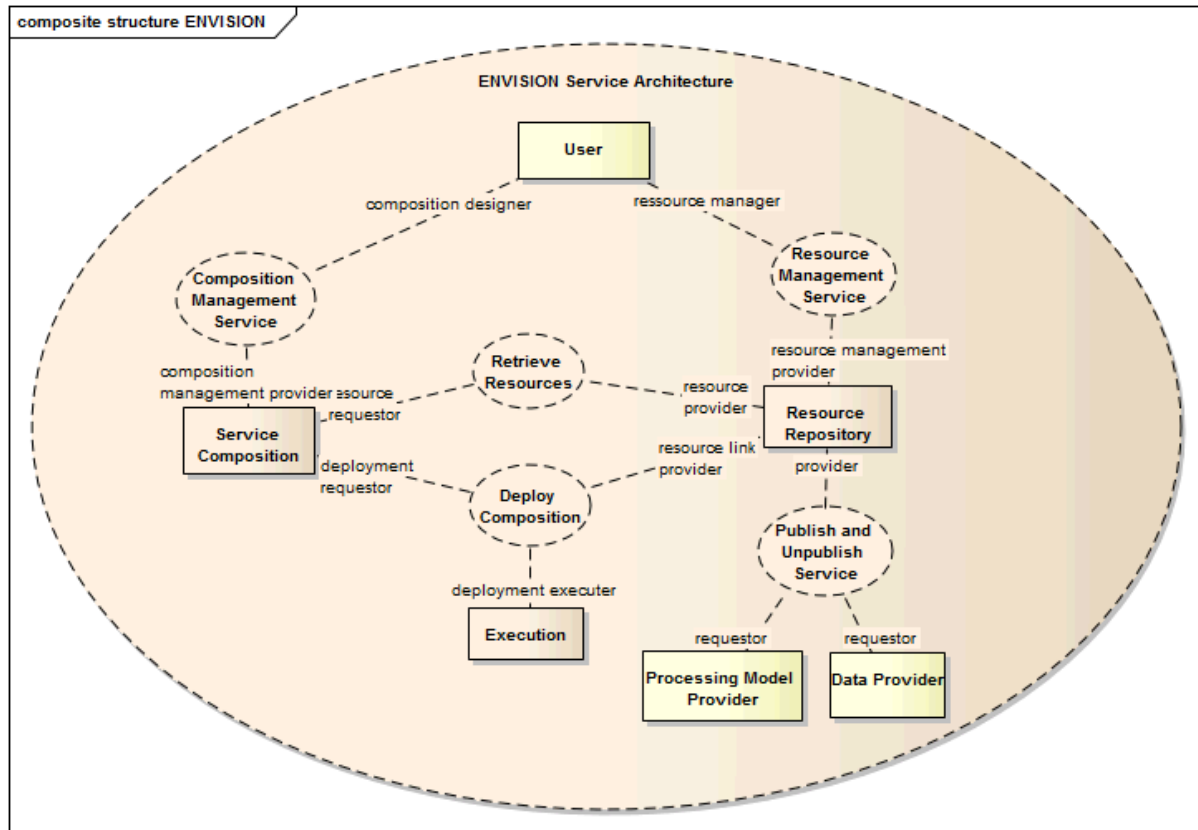 composite structure ENVISION
ENVISION Service Architecture
User
composition designer
ressource manager
Composition
Management
Service
Resource
Management
Service
composition
management provider
Retrieve
Resources
resource management
provider
esource
requestor
resource
provider
Service
Composition
Resource
Repository
deployment
requestor
resource link
provider
provider
Deploy
Composition
Publish and
Unpublish
Service
deployment executer
Execution
requestor
requestor
Processing Model
Provider
Data Provider